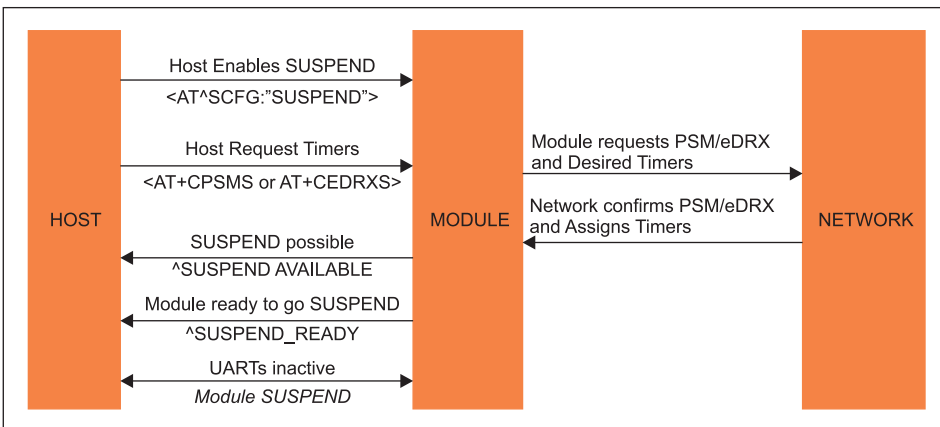 Host Enables SUSPEND
<AT^SCFG:”SUSPEND”>
Host Request Timers
<AT+CPSMS or AT+CEDRXS>
Module requests PSM/eDRX
and Desired Timers
Network confirms PSM/eDRX
and Assigns Timers
HOST
MODULE
NETWORK
SUSPEND possible
^SUSPEND AVAILABLE
Module ready to go SUSPEND
^SUSPEND_READY
UARTs inactive
Module SUSPEND